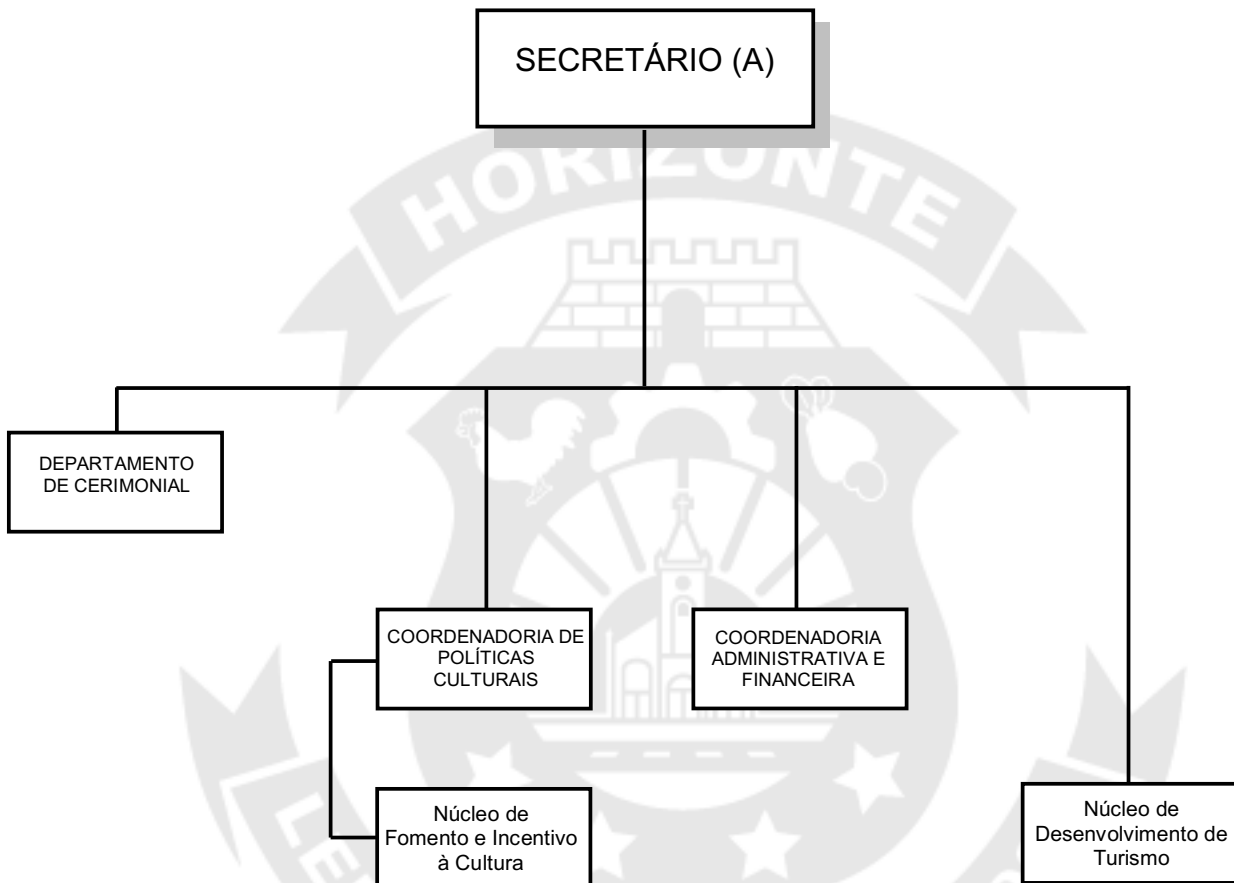 SECRETÁRIO (A)
HORIZONTE
DEPARTAMENTO
DE CERIMONIAL
COORDENADORIA DE
POLÍTICAS
CULTURAIS
COORDENADORIA
ADMINISTRATIVA E
FINANCEIRA
Núcleo de
Fomento e Incentivo
à Cultura
Núcleo de
Desenvolvimento de
Turismo